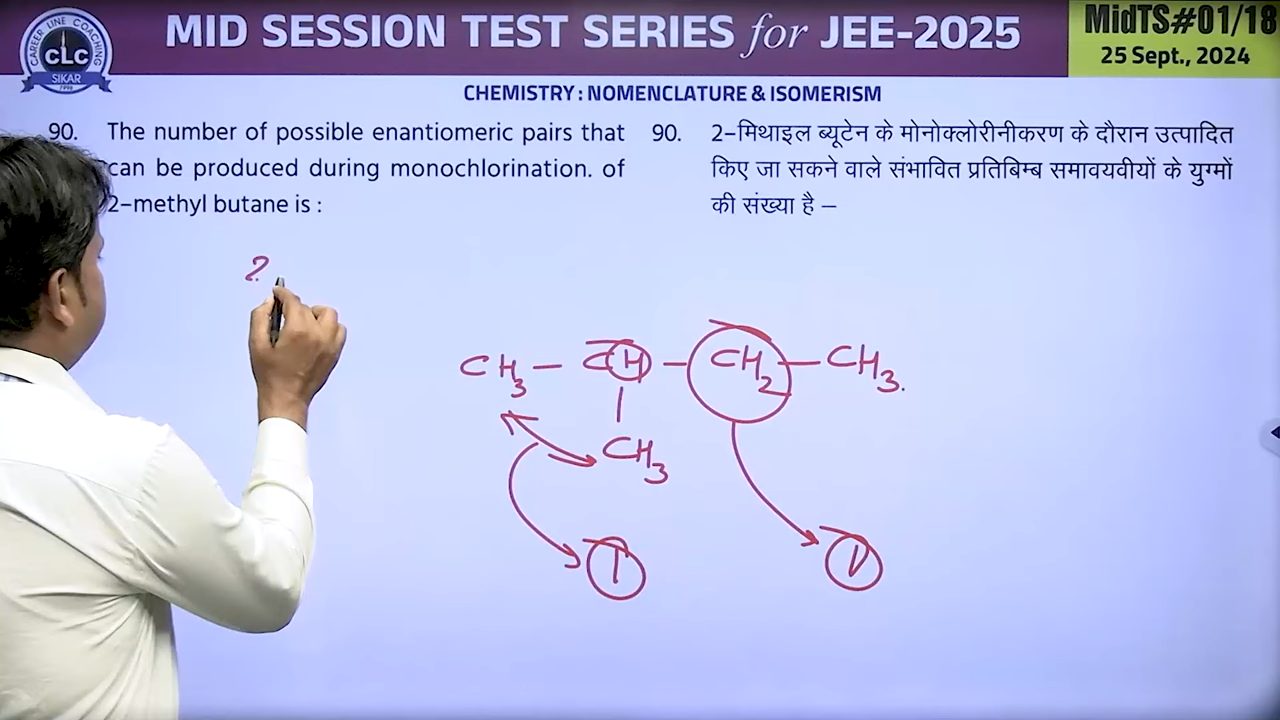 CAREER LINE COACHING
CLC
SIKAR
1996
MID SESSION TEST SERIES for JEE-2025
MidTS#01/18
25 Sept., 2024
CHEMISTRY : NOMENCLATURE & ISOMERISM
90. The number of possible enantiomeric pairs that
can be produced during monochlorination. of
2-methyl butane is :
90. 2-मिथाइल ब्यूटेन के मोनोक्लोरीनीकरण के दौरान उत्पादित
किए जा सकने वाले संभावित प्रतिबिम्ब समावयवीयों के युग्मों
की संख्या है –
2
CH3 – CH – CH2 – CH3.
CH3
1
1